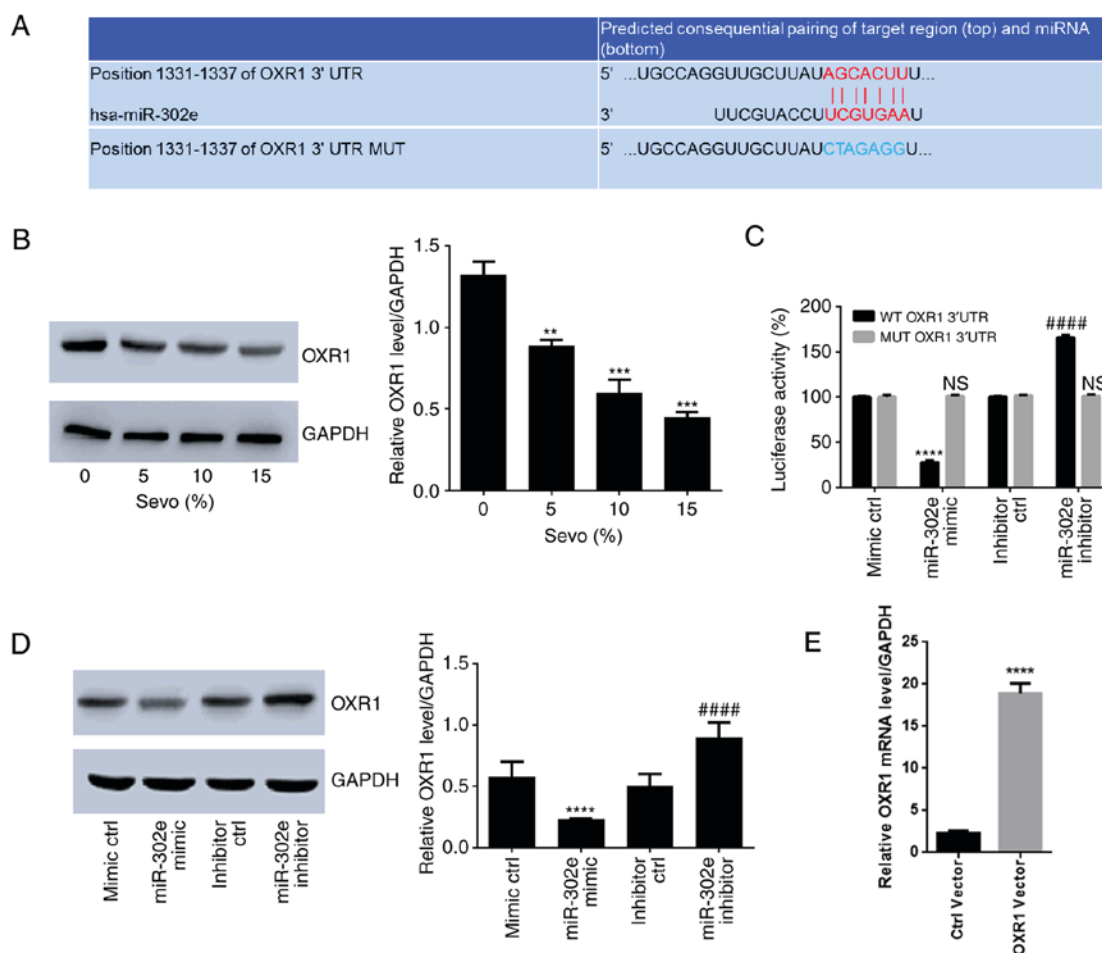 A
Predicted consequential pairing of target region (top) and miRNA
(bottom)
Position 1331-1337 of OXR1 3' UTR
5' ...UGCCAGGUUGCUUAUAGCACUUU...
hsa-miR-302e
3' UUCGUACCUUCGUGAAU
Position 1331-1337 of OXR1 3' UTR MUT
5' ...UGCCAGGUUGCUUAUCTAGAGGU...
B
OXR1
GAPDH
0 5 10 15
Sevo (%)
Relative OXR1 level/GAPDH
1.5
1.0
0.5
0.0
**
***
***
0 5 10 15
Sevo (%)
C
Luciferase activity (%)
200
150
100
50
0
WT OXR1 3'UTR
MUT OXR1 3'UTR
****
NS
####
NS
Mimic ctrl
miR-302e
mimic
Inhibitor
ctrl
miR-302e
inhibitor
D
OXR1
GAPDH
Mimic ctrl
miR-302e
mimic
Inhibitor
ctrl
miR-302e
inhibitor
Relative OXR1 level/GAPDH
1.5
1.0
0.5
0.0
****
####
Mimic ctrl
miR-302e
mimic
Inhibitor
ctrl
miR-302e
inhibitor
E
Relative OXR1 mRNA level/GAPDH
25
20
15
10
5
0
****
Ctrl Vector
OXR1 Vector